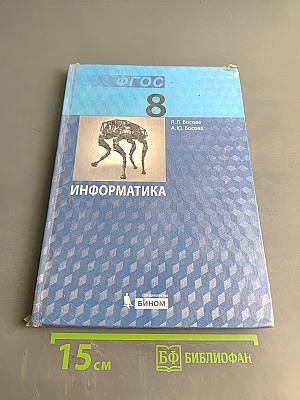 ФГОС
8
Л.Л. Босова
А.Ю. Босова
ИНФОРМАТИКА
БИНОМ
15 см
БФ БИБЛИОФАН